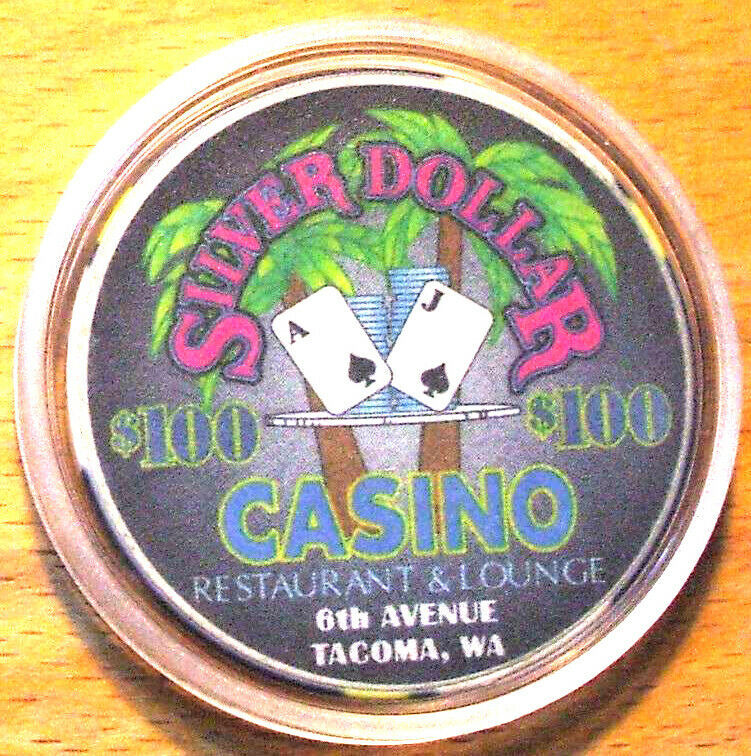 SILVER DOLLAR
A
J
$100
$100
CASINO
RESTAURANT & LOUNGE
6th AVENUE
TACOMA, WA